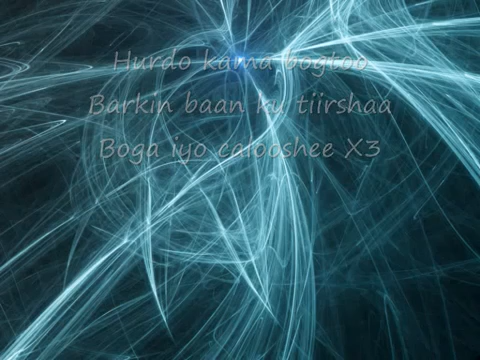 Hurdo kama bogtoo
Barkin baan ku tiirshaa
Boga iyo calooshee X3